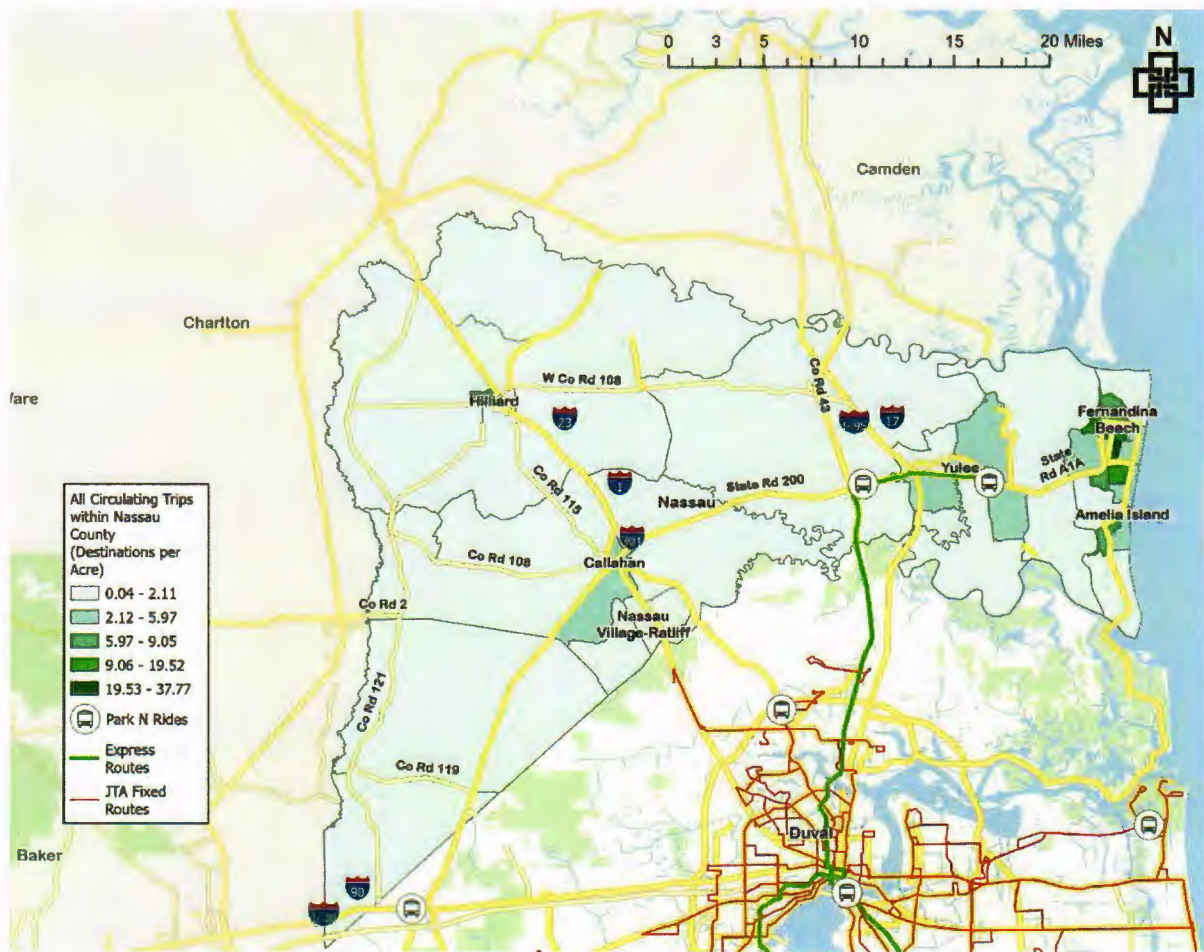 0 3 5 10 15 20 Miles
N
Camden
Charlton
W Co Rd 108
Co Rd 43
Hilliard
23
17
Fernandina
Beach
State
Rd A1A
Yulee
Co Rd 115
1
State Rd 200
Nassau
Amelia Island
Callahan
Co Rd 108
Co Rd 2
Nassau
Village-Ratliff
Co Rd 121
Co Rd 119
Duval
Baker
90
All Circulating Trips
within Nassau
County
(Destinations per
Acre)
0.04 - 2.11
2.12 - 5.97
5.97 - 9.05
9.06 - 19.52
19.53 - 37.77
Park N Rides
Express
Routes
JTA Fixed
Routes